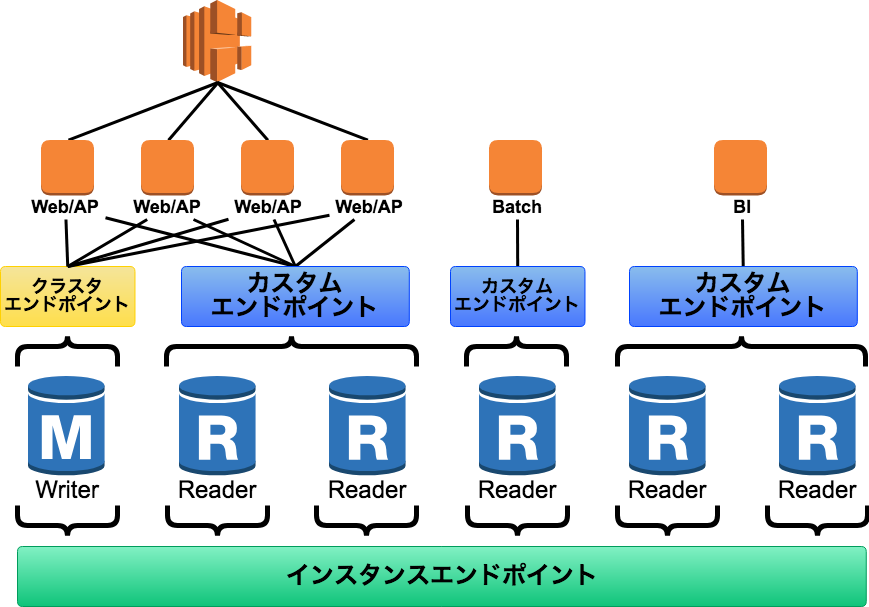 Web/AP
Web/AP
Web/AP
Web/AP
Batch
BI
クラスタ
エンドポイント
カスタム
エンドポイント
カスタム
エンドポイント
カスタム
エンドポイント
M
R
R
R
R
R
Writer
Reader
Reader
Reader
Reader
Reader
インスタンスエンドポイント